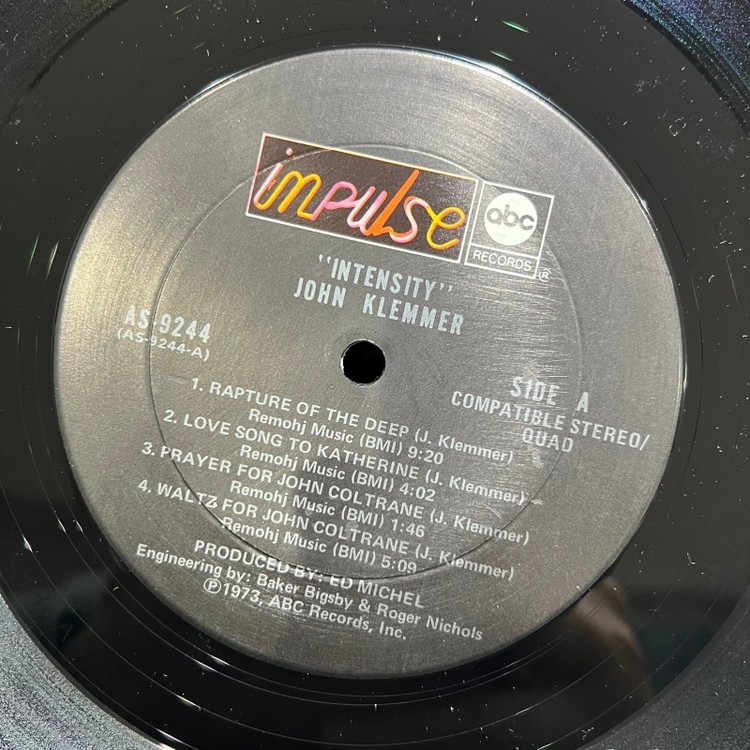 impulse
abc
RECORDS
R
"INTENSITY"
JOHN KLEMMER
AS-9244
(AS-9244-A)
SIDE A
COMPATIBLE STEREO/
QUAD
1. RAPTURE OF THE DEEP (J. Klemmer)
Remohj Music (BMI) 9:20
2. LOVE SONG TO KATHERINE (J. Klemmer)
Remohj Music (BMI) 4:02
3. PRAYER FOR JOHN COLTRANE (J. Klemmer)
Remohj Music (BMI) 1:46
4. WALTZ FOR JOHN COLTRANE (J. Klemmer)
Remohj Music (BMI) 5:09
PRODUCED BY: ED MICHEL
Engineering by: Baker Bigsby & Roger Nichols
℗1973, ABC Records, Inc.